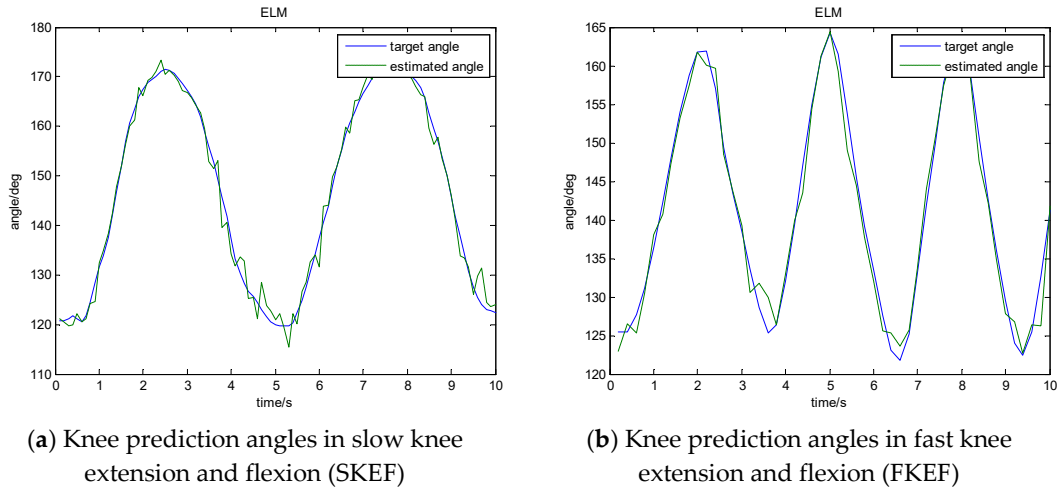 ELM
180
170
160
150
140
130
120
110
angle/deg
target angle
estimated angle
0 1 2 3 4 5 6 7 8 9 10
time/s
(a) Knee prediction angles in slow knee
extension and flexion (SKEF)
ELM
165
160
155
150
145
140
135
130
125
120
angle/deg
target angle
estimated angle
0 1 2 3 4 5 6 7 8 9 10
time/s
(b) Knee prediction angles in fast knee
extension and flexion (FKEF)